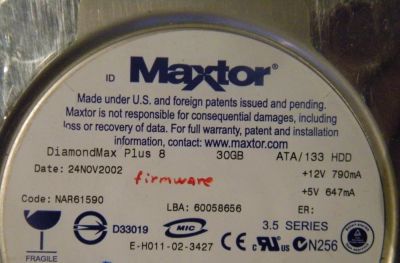 ID Maxtor®
Made under U.S. and foreign patents issued and pending.
Maxtor is not responsible for consequential damages, including
loss or recovery of data. For full warranty, patent and installation
information, contact: www.maxtor.com
DiamondMax Plus 8 30GB ATA/133 HDD
Date: 24NOV2002 firmware +12V 790mA
+5V 647mA
Code: NAR61590 LBA: 60058656 ER:
D33019 MIC 3.5 SERIES
FRAGILE E-H011-02-3427 CE c UR us N256